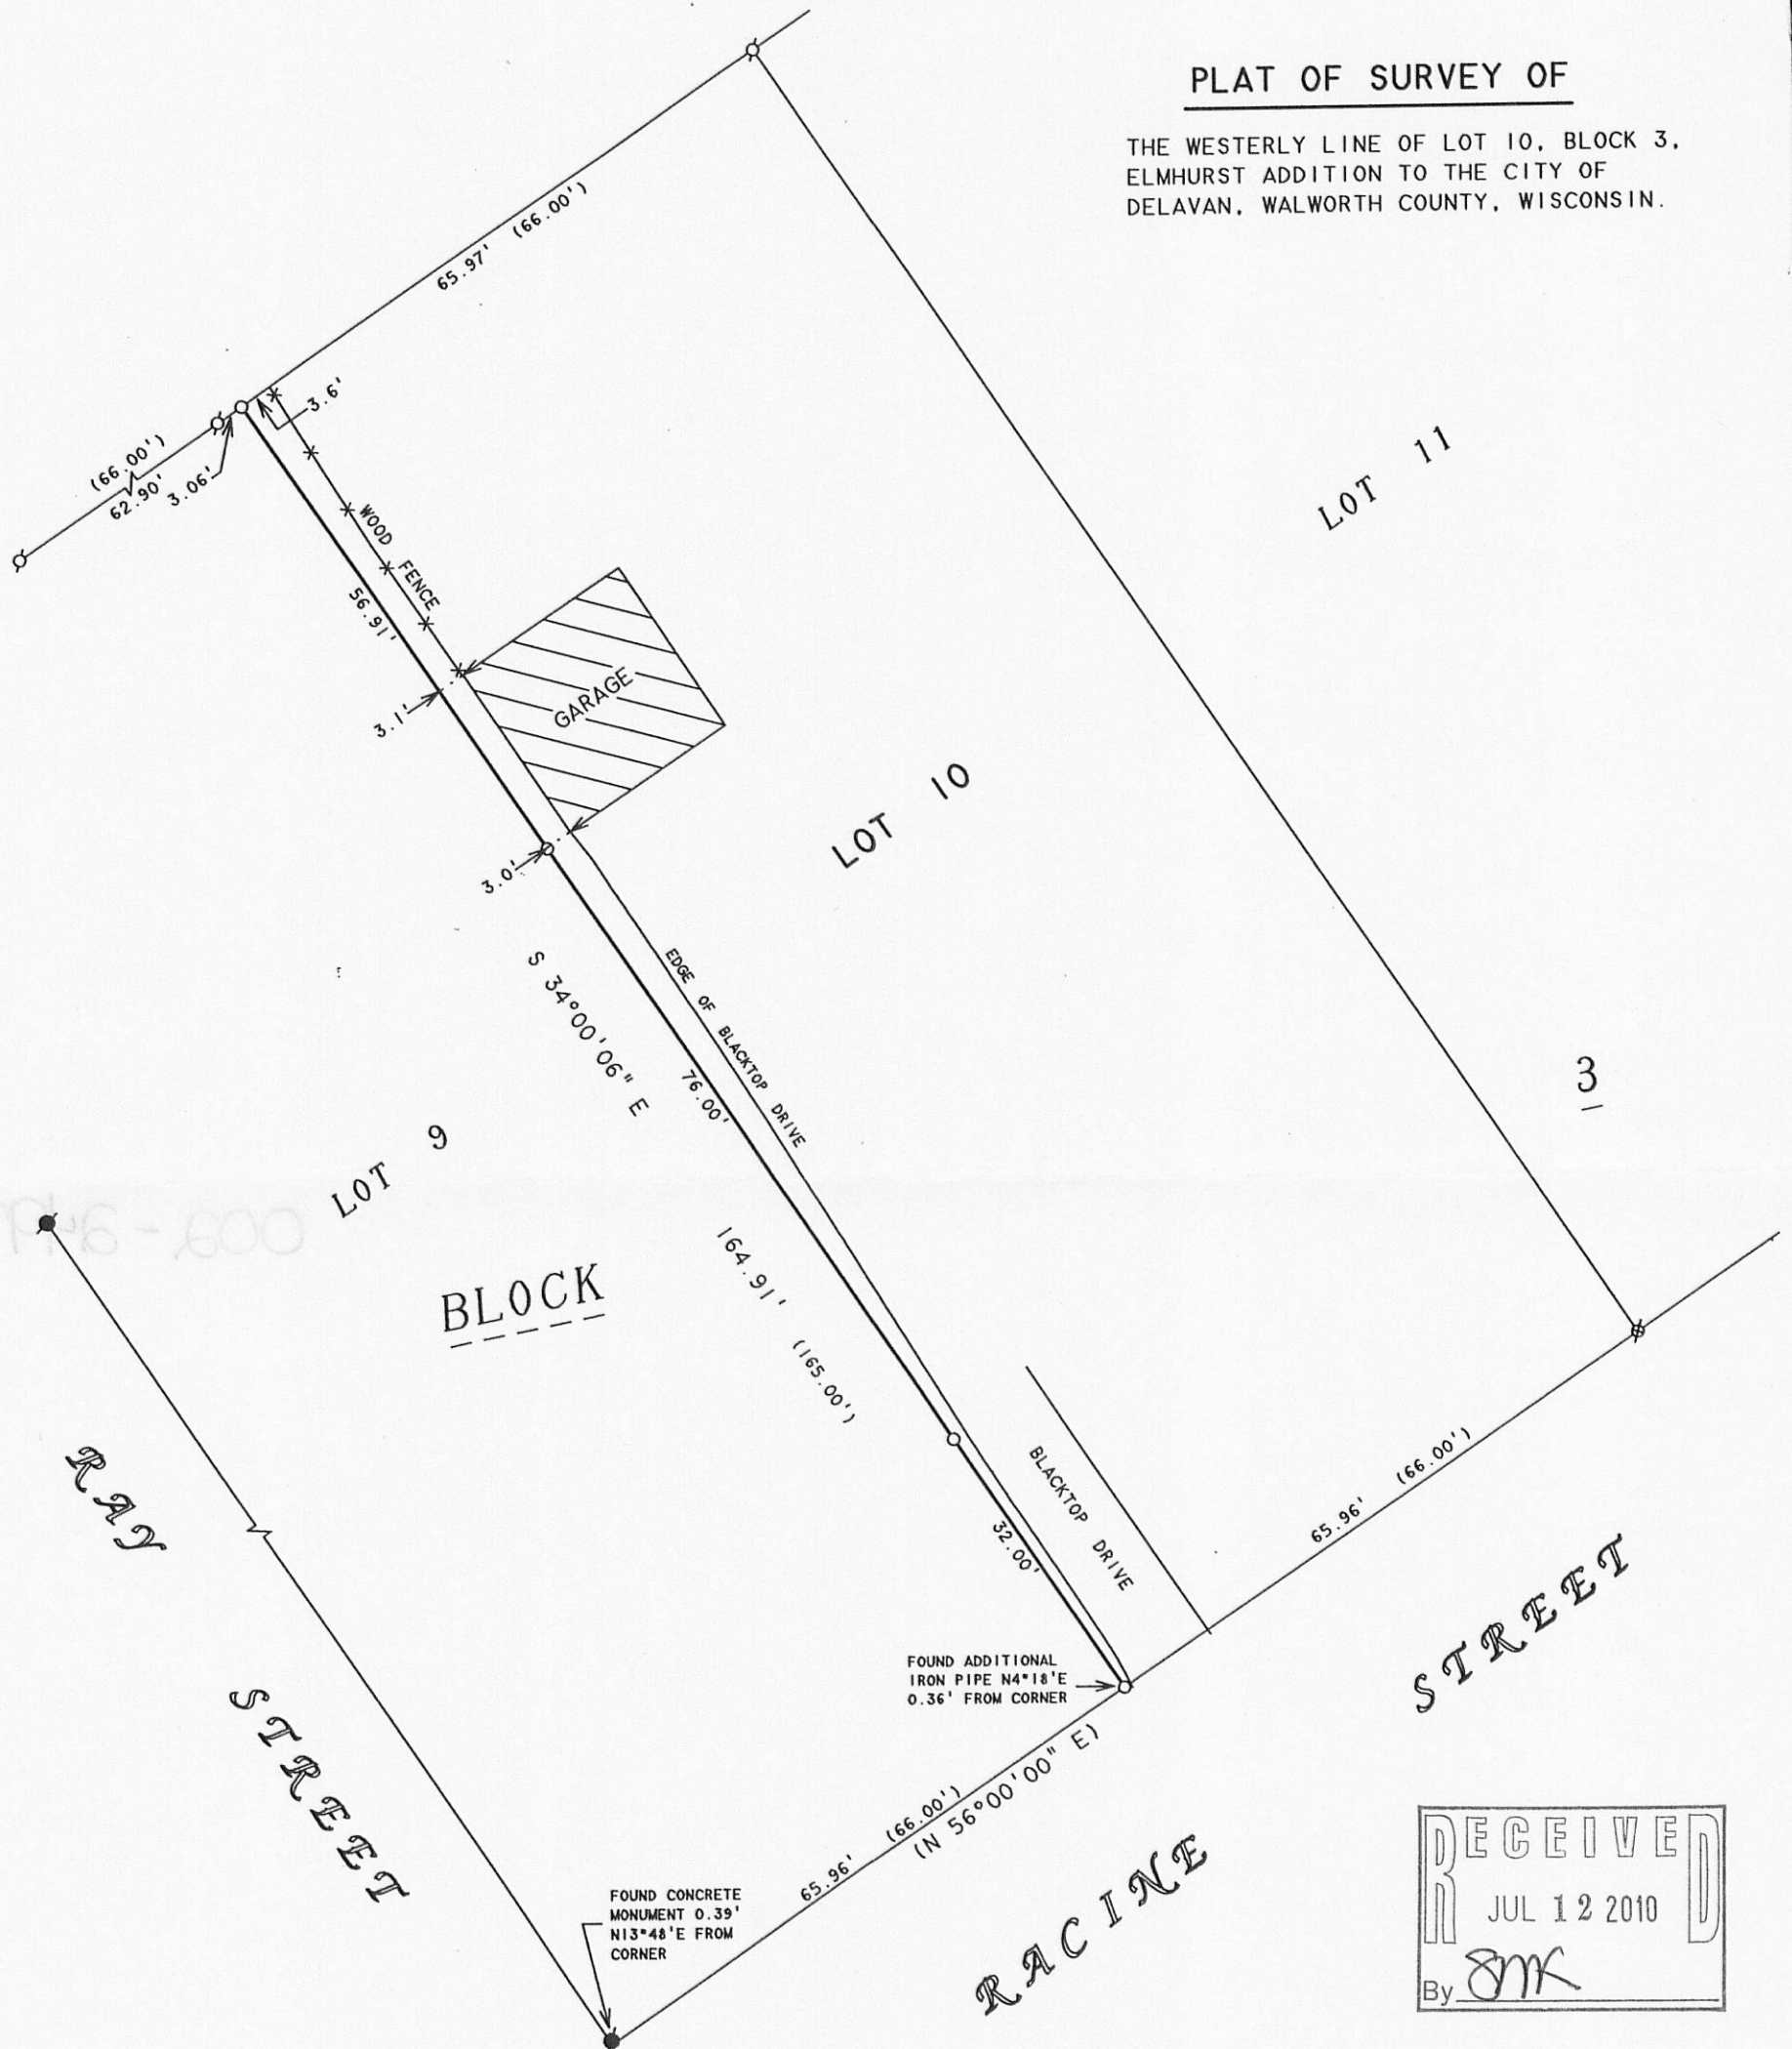 PLAT OF SURVEY OF
THE WESTERLY LINE OF LOT 10, BLOCK 3,
ELMHURST ADDITION TO THE CITY OF
DELAVAN, WALWORTH COUNTY, WISCONSIN.
65.97' (66.00')
3.6'
(66.00')
62.90'
3.06'
WOOD FENCE
56.91'
GARAGE
3.1'
3.0'
LOT 11
LOT 10
EDGE OF BLACKTOP DRIVE
S 34°00'06" E
76.00'
3
LOT 9
BLOCK
164.91' (165.00')
BLACKTOP DRIVE
32.00'
65.96' (66.00')
RAY STREET
FOUND ADDITIONAL
IRON PIPE N4°18'E
0.36' FROM CORNER
65.96' (66.00')
(N 56°00'00" E)
RACINE STREET
FOUND CONCRETE
MONUMENT 0.39'
N13°48'E FROM
CORNER
RECEIVED
JUL 12 2010
By SMK